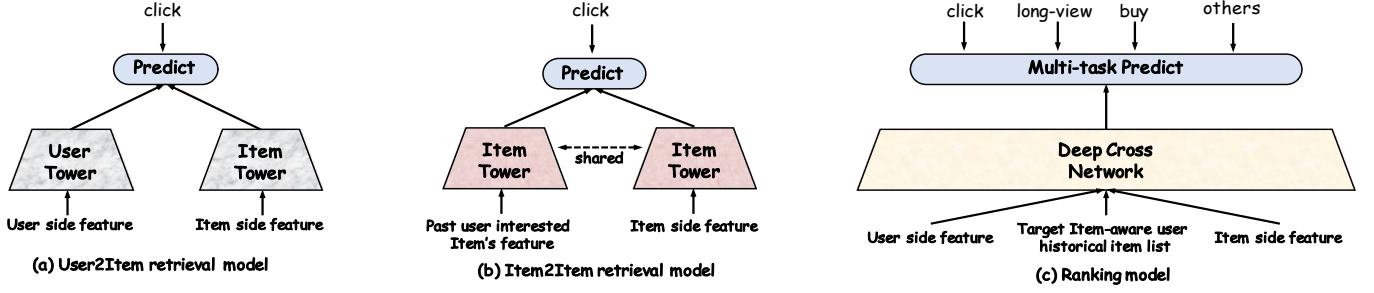 click
Predict
User
Tower
Item
Tower
User side feature
Item side feature
(a) User2Item retrieval model
click
Predict
Item
Tower
shared
Item
Tower
Past user interested
Item's feature
Item side feature
(b) Item2Item retrieval model
click
long-view
buy
others
Multi-task Predict
Deep Cross
Network
User side feature
Target Item-aware user
historical item list
Item side feature
(c) Ranking model